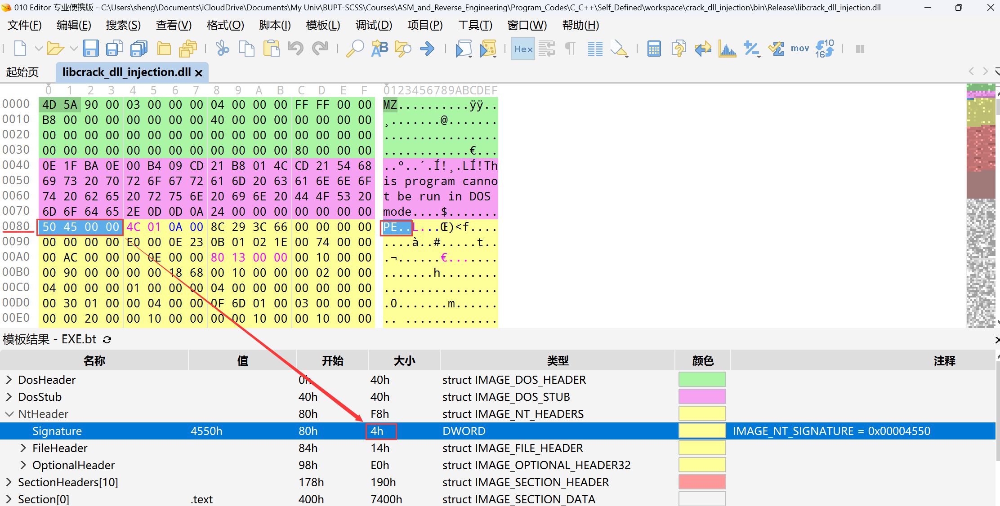 010 Editor 专业便携版 - C:\Users\sheng\Documents\iCloudDrive\Documents\My Univ\BUPT-SCSS\Courses\ASM_and_Reverse_Engineering\Program_Codes\C_C++\Self_Defined\workspace\crack_dll_injection\bin\Release\libcrack_dll_injection.dll
文件(F) 编辑(E) 搜索(S) 查看(V) 格式(O) 脚本(I) 模板(L) 调试(D) 项目(P) 工具(T) 窗口(W) 帮助(H)
Hex mov 10 16
起始页 libcrack_dll_injection.dll
0 1 2 3 4 5 6 7 8 9 A B C D E F 0123456789ABCDEF
0000 4D 5A 90 00 03 00 00 00 04 00 00 00 FF FF 00 00 MZ..........ÿÿ..
0010 B8 00 00 00 00 00 00 00 40 00 00 00 00 00 00 00 ¸.......@.......
0020 00 00 00 00 00 00 00 00 00 00 00 00 00 00 00 00 ................
0030 00 00 00 00 00 00 00 00 00 00 00 00 80 00 00 00 ............€...
0040 0E 1F BA 0E 00 B4 09 CD 21 B8 01 4C CD 21 54 68 ..º..´.Í!¸.LÍ!Th
0050 69 73 20 70 72 6F 67 72 61 6D 20 63 61 6E 6E 6F is program canno
0060 74 20 62 65 20 72 75 6E 20 69 6E 20 44 4F 53 20 t be run in DOS
0070 6D 6F 64 65 2E 0D 0D 0A 24 00 00 00 00 00 00 00 mode....$.......
0080 50 45 00 00 4C 01 0A 00 8C 29 3C 66 00 00 00 00 PE..L...Œ)<f....
0090 00 00 00 00 E0 00 0E 23 0B 01 02 1E 00 74 00 00 ....à..#.....t..
00A0 00 AC 00 00 00 0E 00 00 80 13 00 00 00 10 00 00 .¬......€.......
00B0 00 90 00 00 00 00 18 68 00 10 00 00 00 02 00 00 .......h........
00C0 04 00 00 00 01 00 00 00 04 00 00 00 00 00 00 00 ................
00D0 00 30 01 00 00 04 00 00 0F 6D 01 00 03 00 00 00 .0.......m......
00E0 00 00 20 00 00 10 00 00 00 00 10 00 00 10 00 00 .. .............
模板结果 - EXE.bt
名称 值 开始 大小 类型 颜色 注释
DosHeader 0h 40h struct IMAGE_DOS_HEADER
DosStub 40h 40h struct IMAGE_DOS_STUB
NtHeader 80h F8h struct IMAGE_NT_HEADERS
Signature 4550h 80h 4h DWORD IMAGE_NT_SIGNATURE = 0x00004550
FileHeader 84h 14h struct IMAGE_FILE_HEADER
OptionalHeader 98h E0h struct IMAGE_OPTIONAL_HEADER32
SectionHeaders[10] 178h 190h struct IMAGE_SECTION_HEADER
Section[0] .text 400h 7400h struct IMAGE_SECTION_DATA